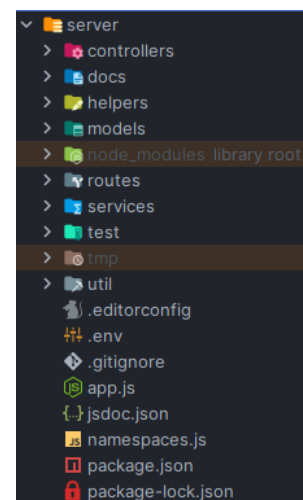 server
controllers
docs
helpers
models
node_modules library root
routes
services
test
tmp
util
.editorconfig
.env
.gitignore
app.js
jsdoc.json
namespaces.js
package.json
package-lock.json